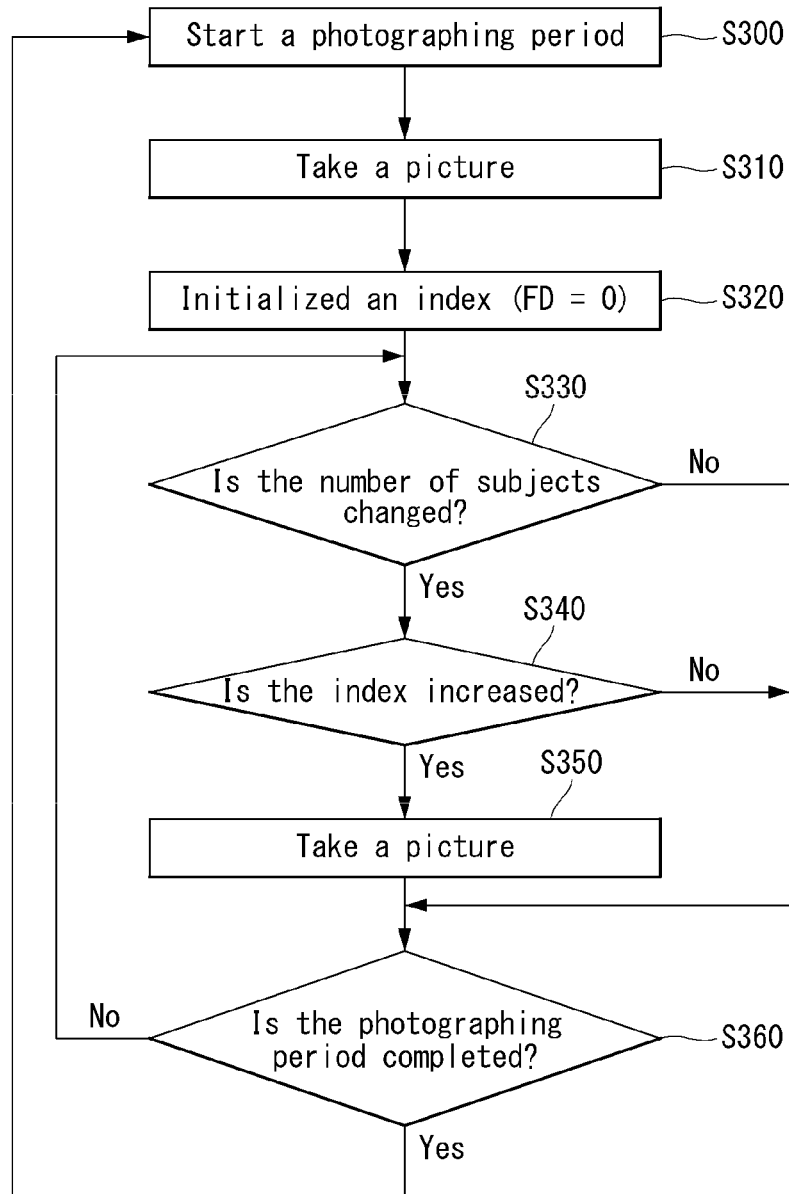 Start a photographing period
S300
Take a picture
S310
Initialized an index (FD = 0)
S320
S330
Is the number of subjects
changed?
No
Yes
S340
Is the index increased?
No
Yes
S350
Take a picture
No
Is the photographing
period completed?
S360
Yes